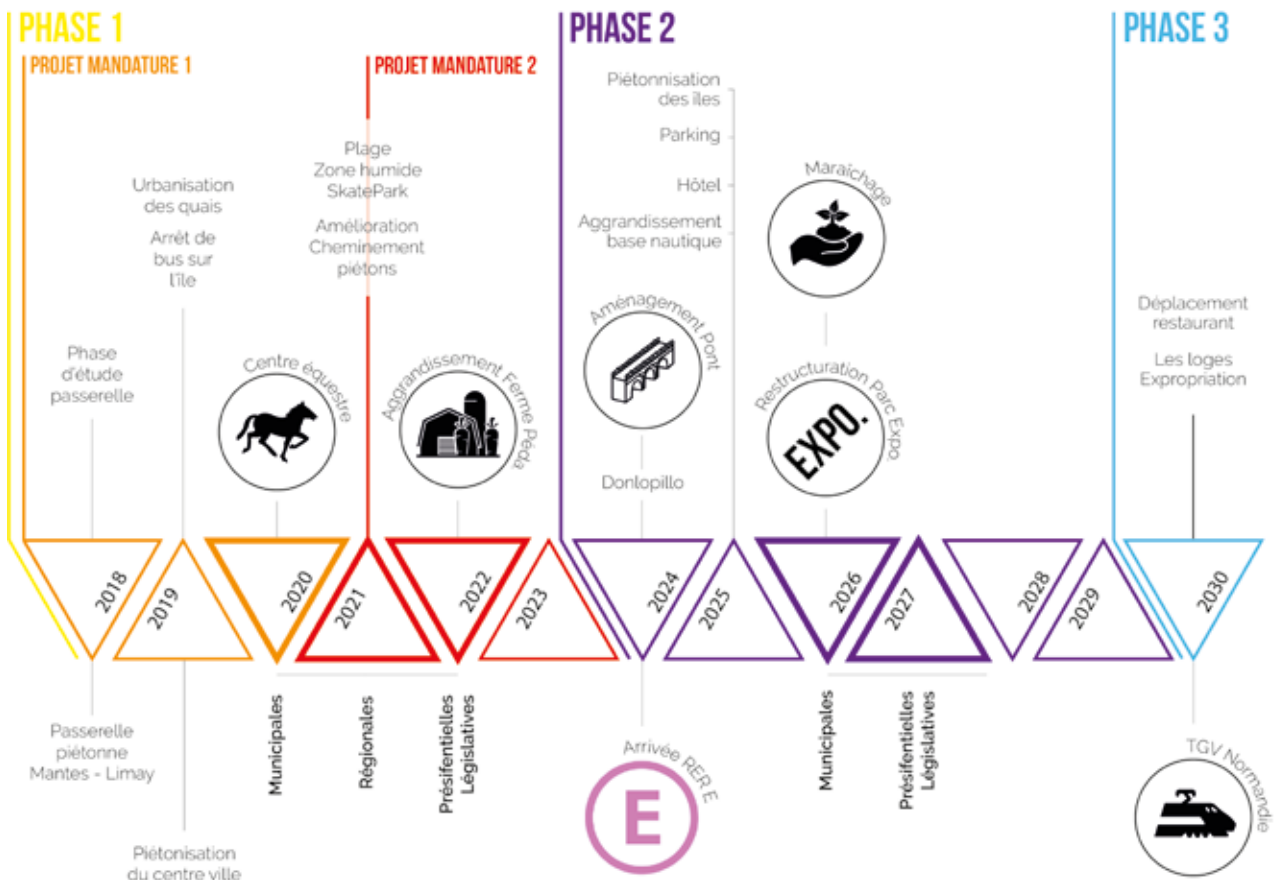 PHASE 1
PROJET MANDATURE 1
PROJET MANDATURE 2
PHASE 2
PHASE 3
Phase
d'étude
passerelle
Urbanisation
des quais
Arrêt de
bus sur
l'île
Centre équestre
Plage
Zone humide
SkatePark
Amélioration
Cheminement
piétons
Aggrandissement Ferme Péda.
Aménagement Pont
Donlopillo
Piétonnisation
des îles
Parking
Hôtel
Aggrandissement
base nautique
Maraîchage
Restructuration Parc Expo
EXPO.
Déplacement
restaurant
Les loges
Expropriation
2018
2019
2020
2021
2022
2023
2024
2025
2026
2027
2028
2029
2030
Passerelle
piétonne
Mantes - Limay
Piétonisation
du centre ville
Municipales
Régionales
Présifentielles
Législatives
Arrivée RER E
E
Municipales
Présifentielles
Législatives
TGV Normandie